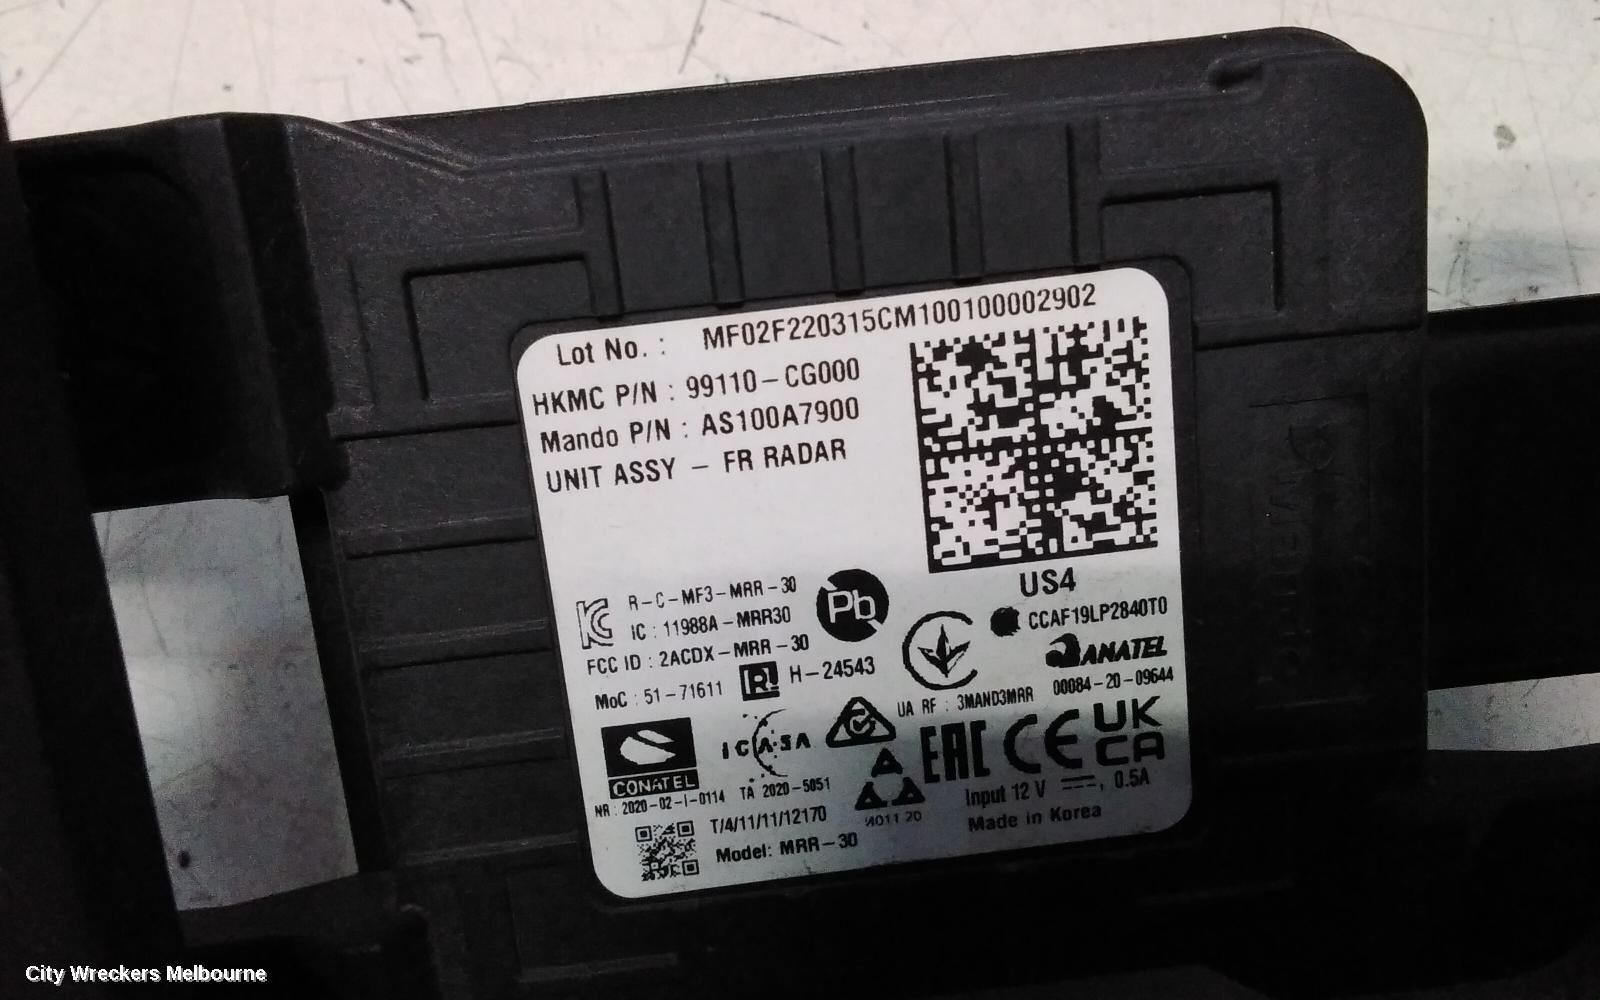 Lot No. : MF02F220315CM100100002902
HKMC P/N : 99110-CG000
Mando P/N : AS100A7900
UNIT ASSY - FR RADAR
US4
R-C-MF3-MRR-30
IC : 11988A-MRR30
FCC ID : 2ACDX-MRR-30
MoC : 51-71611
R
H-24543
Pb
CCAF19LP2840T0
ANATEL
00084-20-09644
UA RF : 3MAND3MRR
CONATEL
NR : 2020-02-I-0114
ICASA
TA 2020-5051
EAC CE UK CA
Input 12 V ⎓, 0.5A
Made in Korea
T/4/11/11/12170
Model: MRR-30
City Wreckers Melbourne